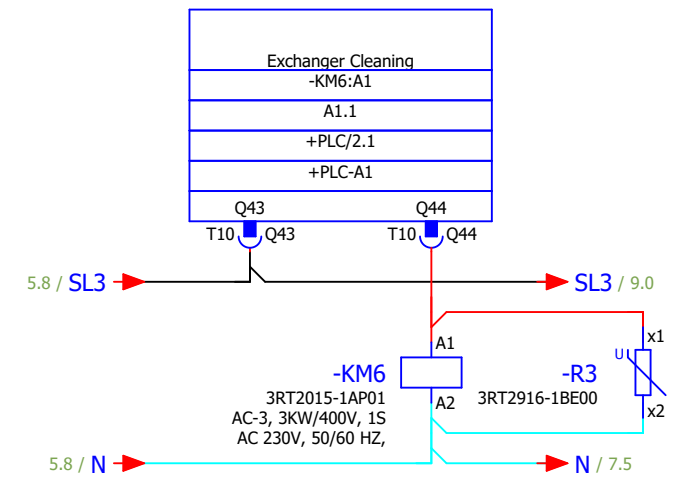 Exchanger Cleaning
-KM6:A1
A1.1
+PLC/2.1
+PLC-A1
Q43 Q44
T10 Q43 T10 Q44
5.8 / SL3 SL3 / 9.0
A1 x1
U
-KM6 -R3
3RT2015-1AP01 A2 3RT2916-1BE00 x2
AC-3, 3KW/400V, 1S
AC 230V, 50/60 HZ,
5.8 / N N / 7.5